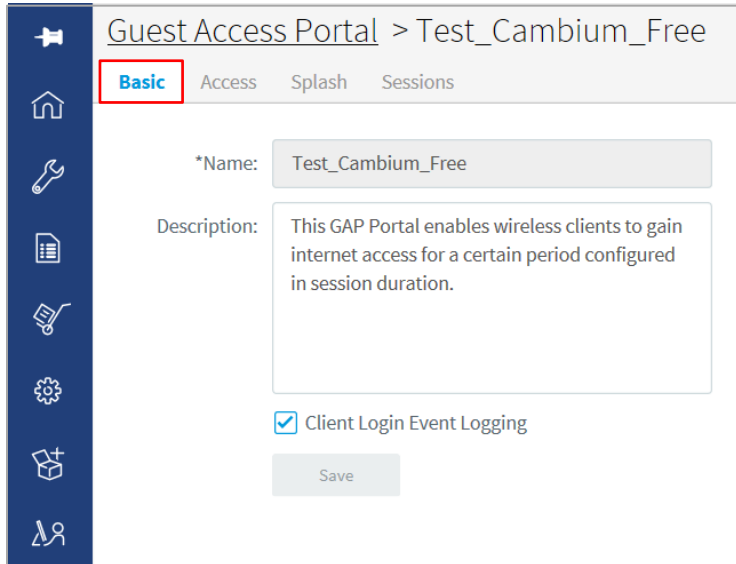 Guest Access Portal > Test_Cambium_Free
Basic Access Splash Sessions
*Name: Test_Cambium_Free
Description: This GAP Portal enables wireless clients to gain
internet access for a certain period configured
in session duration.
Client Login Event Logging
Save